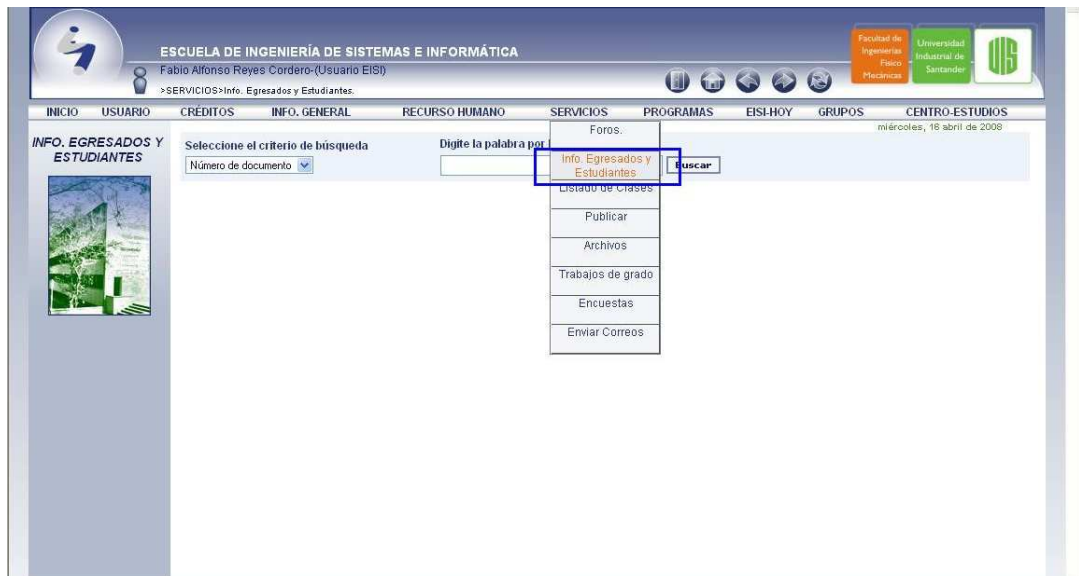 ESCUELA DE INGENIERÍA DE SISTEMAS E INFORMÁTICA
Fabio Alfonso Reyes Cordero-(Usuario EISI)
>SERVICIOS>Info. Egresados y Estudiantes.
Facultad de
Ingenierías
Físico
Mecánicas
Universidad
Industrial de
Santander
INICIO USUARIO CRÉDITOS INFO. GENERAL RECURSO HUMANO SERVICIOS PROGRAMAS EISI-HOY GRUPOS CENTRO-ESTUDIOS
miércoles, 16 abril de 2008
INFO. EGRESADOS Y
ESTUDIANTES
Seleccione el criterio de búsqueda
Digite la palabra por
Número de documento
Buscar
Foros.
Info. Egresados y
Estudiantes
Listado de Clases
Publicar
Archivos
Trabajos de grado
Encuestas
Enviar Correos